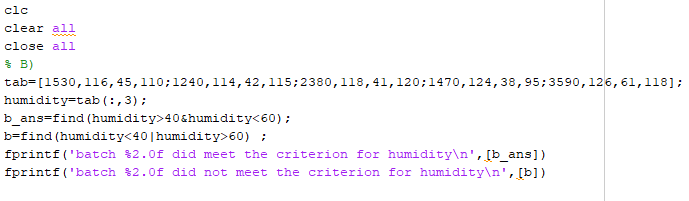 clc
clear all
close all
% B)
tab=[1530,116,45,110;1240,114,42,115;2380,118,41,120;1470,124,38,95;3590,126,61,118];
humidity=tab(:,3);
b_ans=find(humidity>40&humidity<60);
b=find(humidity<40|humidity>60) ;
fprintf('batch %2.0f did meet the criterion for humidity\n',[b_ans])
fprintf('batch %2.0f did not meet the criterion for humidity\n',[b])